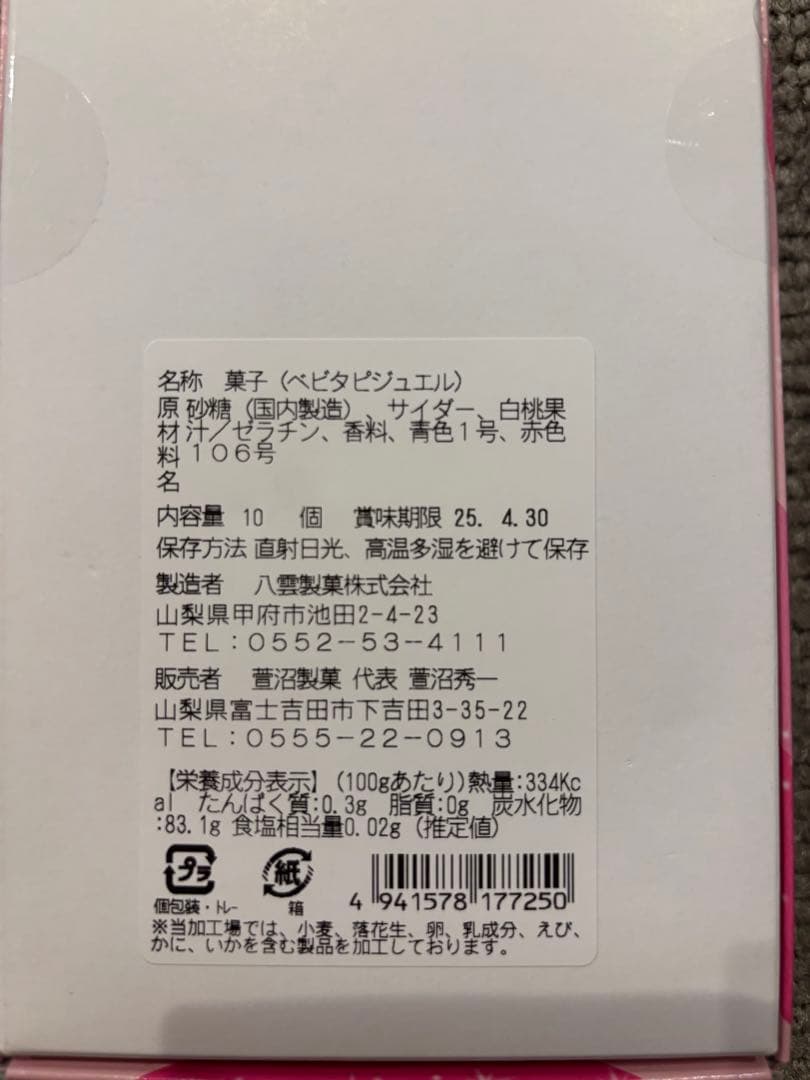 名称　菓子（ベビタピジュエル）
原 砂糖（国内製造）、サイダー、白桃果
材 汁／ゼラチン、香料、青色１号、赤色
料 １０６号
名
内容量 10　個　賞味期限 25. 4.30
保存方法 直射日光、高温多湿を避けて保存
製造者　八雲製菓株式会社
山梨県甲府市池田2-4-23
ＴＥＬ：０５５２－５３－４１１１
販売者　萱沼製菓 代表 萱沼秀一
山梨県富士吉田市下吉田3-35-22
ＴＥＬ：０５５５－２２－０９１３
【栄養成分表示】（100gあたり）熱量:334Kc
al　たんぱく質:0.3g　脂質:0g　炭水化物
:83.1g 食塩相当量0.02g（推定値）
プラ 紙
個包装・トレー 箱 4 941578 177250
※当加工場では、小麦、落花生、卵、乳成分、えび、
かに、いかを含む製品を加工しております。